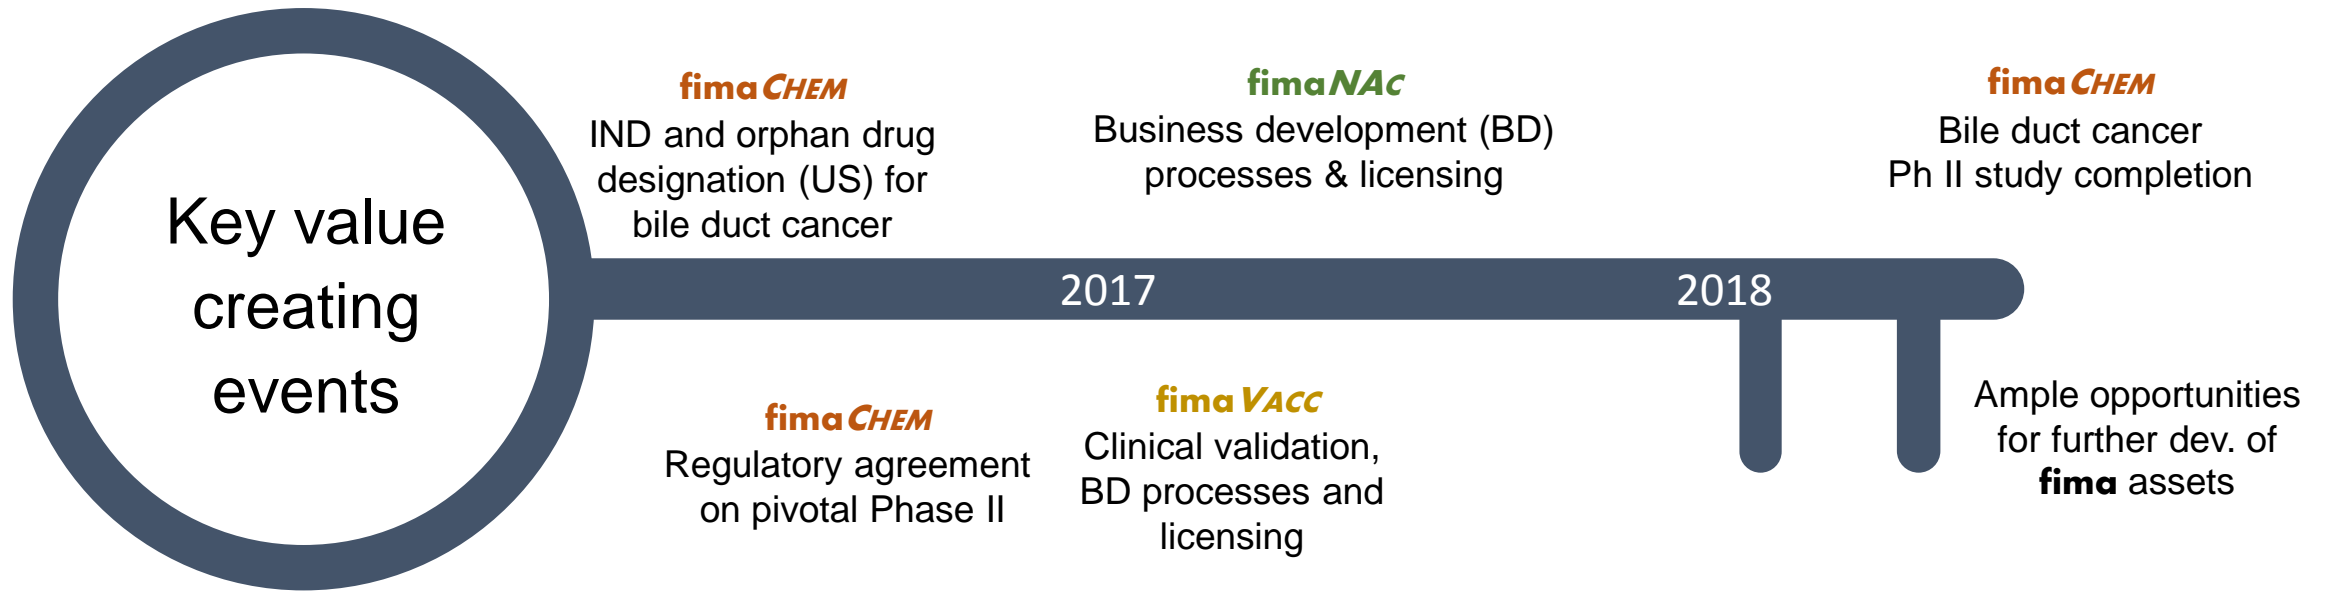 Key value
creating
events
fimaCHEM
IND and orphan drug
designation (US) for
bile duct cancer
fimaNAC
Business development (BD)
processes & licensing
fimaCHEM
Bile duct cancer
Ph II study completion
2017
2018
fimaCHEM
Regulatory agreement
on pivotal Phase II
fimaVACC
Clinical validation,
BD processes and
licensing
Ample opportunities
for further dev. of
fima assets